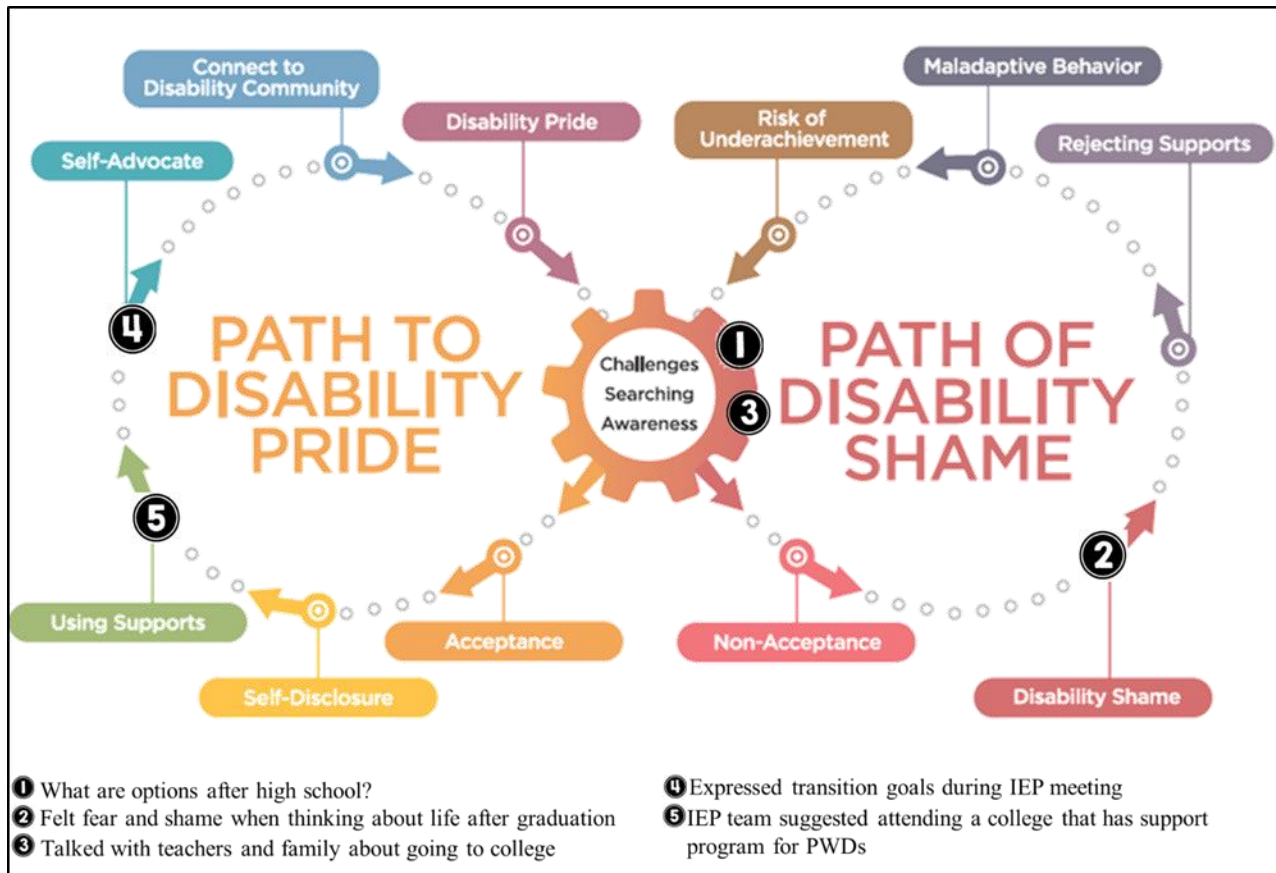 Connect to
Disability Community
Maladaptive Behavior
Disability Pride
Risk of
Underachievement
Self-Advocate
Rejecting Supports
4
PATH TO
DISABILITY
PRIDE
Challenges
Searching
Awareness
1
3
PATH OF
DISABILITY
SHAME
5
2
Using Supports
Acceptance
Non-Acceptance
Self-Disclosure
Disability Shame
1 What are options after high school?
2 Felt fear and shame when thinking about life after graduation
3 Talked with teachers and family about going to college
4 Expressed transition goals during IEP meeting
5 IEP team suggested attending a college that has support
program for PWDs